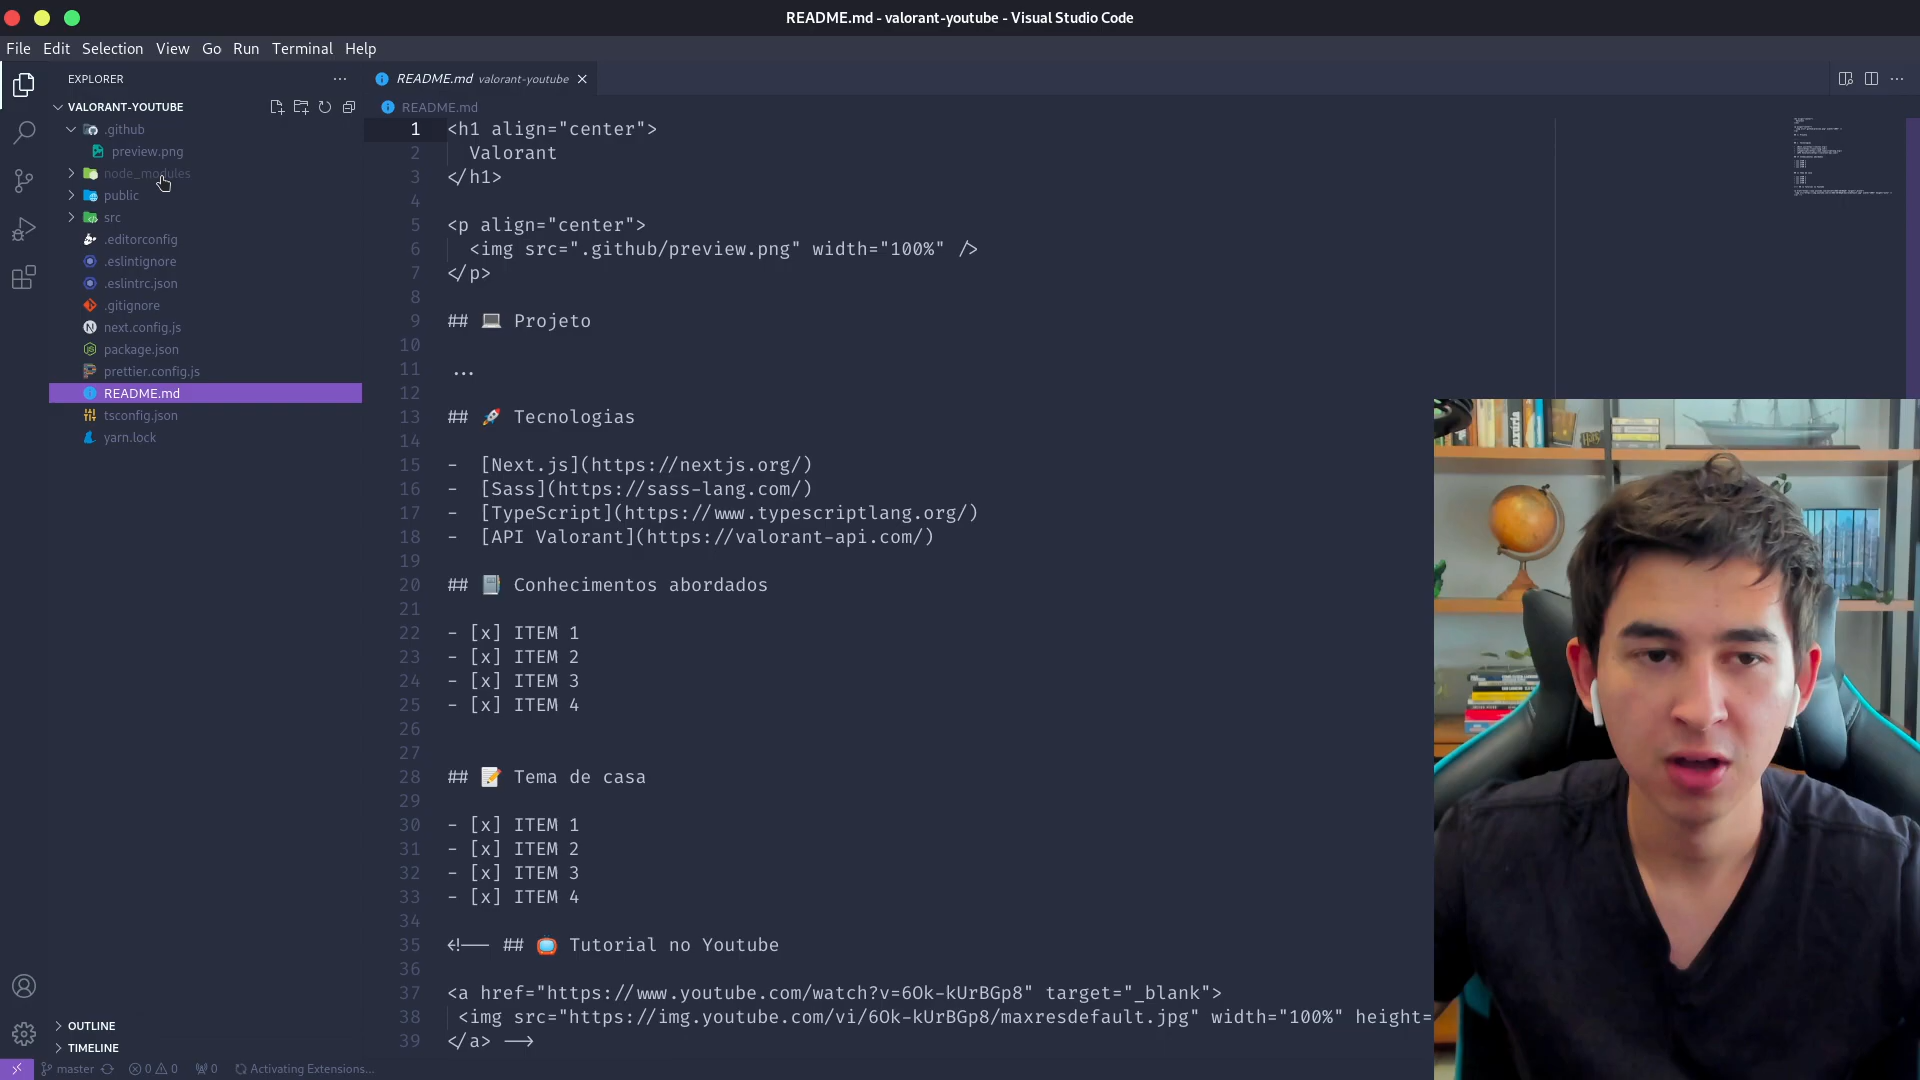 README.md - valorant-youtube - Visual Studio Code
File Edit Selection View Go Run Terminal Help
EXPLORER
VALORANT-YOUTUBE
.github
preview.png
node_modules
public
src
.editorconfig
.eslintignore
.eslintrc.json
.gitignore
next.config.js
package.json
prettier.config.js
README.md
tsconfig.json
yarn.lock
OUTLINE
TIMELINE
README.md valorant-youtube
README.md
1 <h1 align="center">
2 Valorant
3 </h1>
4
5 <p align="center">
6 <img src=".github/preview.png" width="100%" />
7 </p>
8
9 ## 💻 Projeto
10
11 ...
12
13 ## 🚀 Tecnologias
14
15 - [Next.js](https://nextjs.org/)
16 - [Sass](https://sass-lang.com/)
17 - [TypeScript](https://www.typescriptlang.org/)
18 - [API Valorant](https://valorant-api.com/)
19
20 ## 📔 Conhecimentos abordados
21
22 - [x] ITEM 1
23 - [x] ITEM 2
24 - [x] ITEM 3
25 - [x] ITEM 4
26
27
28 ## 📝 Tema de casa
29
30 - [x] ITEM 1
31 - [x] ITEM 2
32 - [x] ITEM 3
33 - [x] ITEM 4
34
35 <!-- ## 📺 Tutorial no Youtube
36
37 <a href="https://www.youtube.com/watch?v=6Ok-kUrBGp8" target="_blank">
38 <img src="https://img.youtube.com/vi/6Ok-kUrBGp8/maxresdefault.jpg" width="100%" height=
39 </a> -->
master 0 0 0 Activating Extensions...